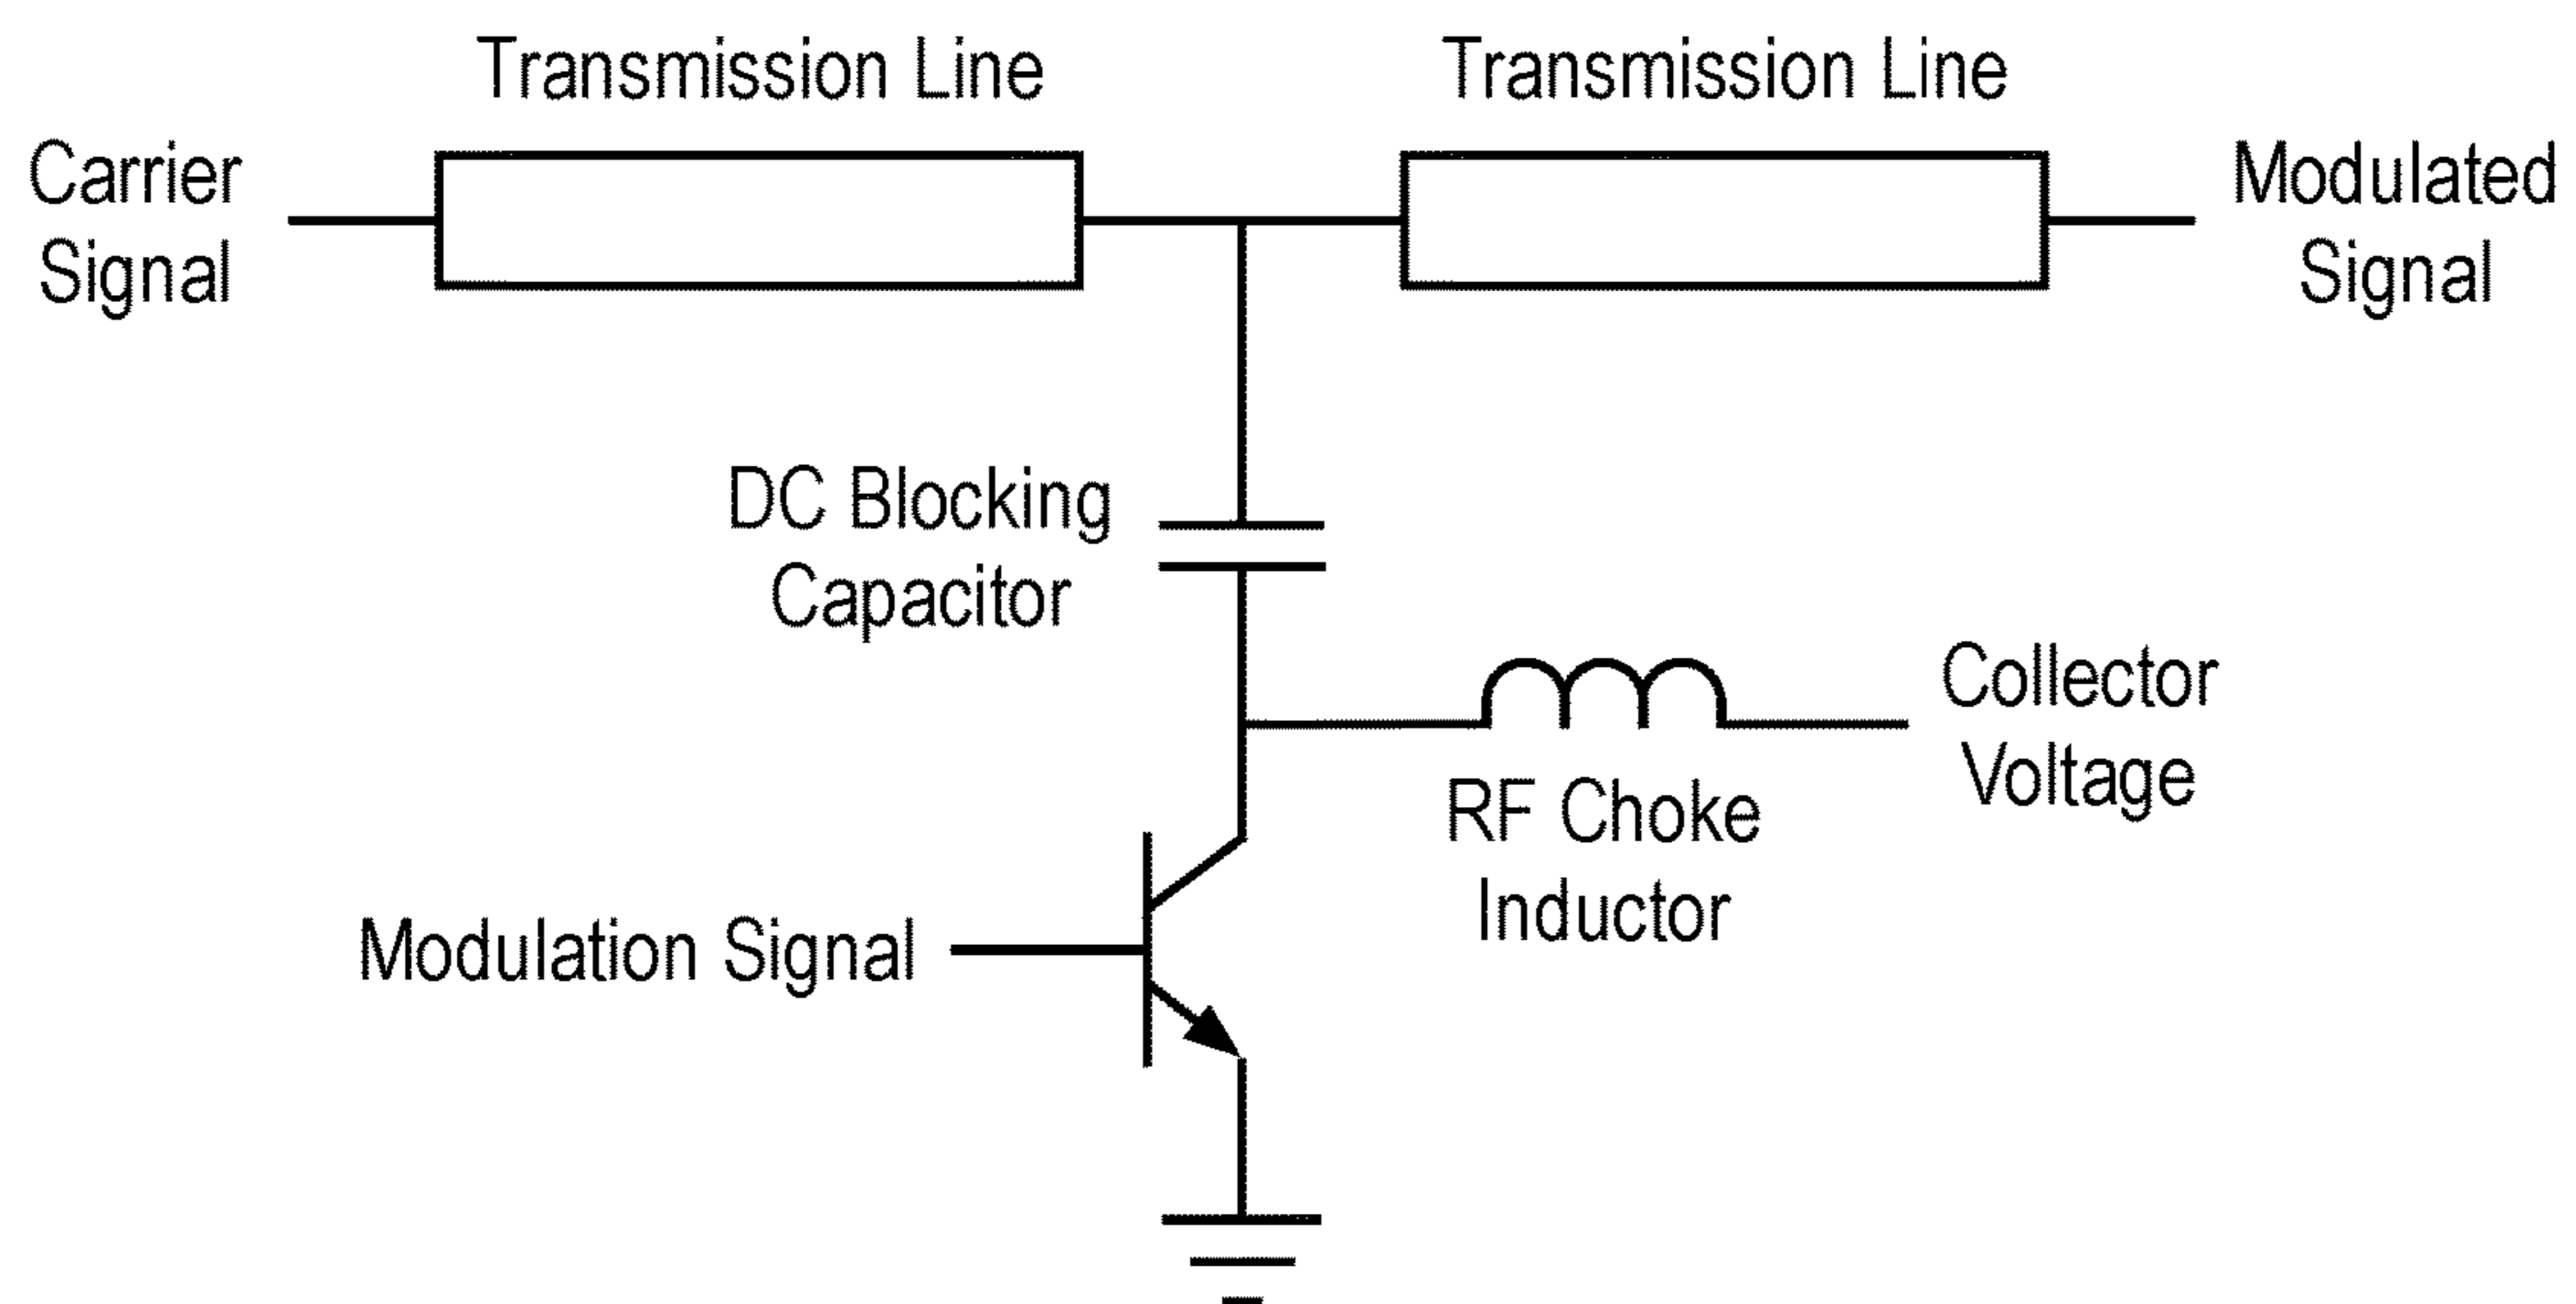 Transmission Line
Transmission Line
Carrier
Signal
Modulated
Signal
DC Blocking
Capacitor
Collector
Voltage
RF Choke
Inductor
Modulation Signal